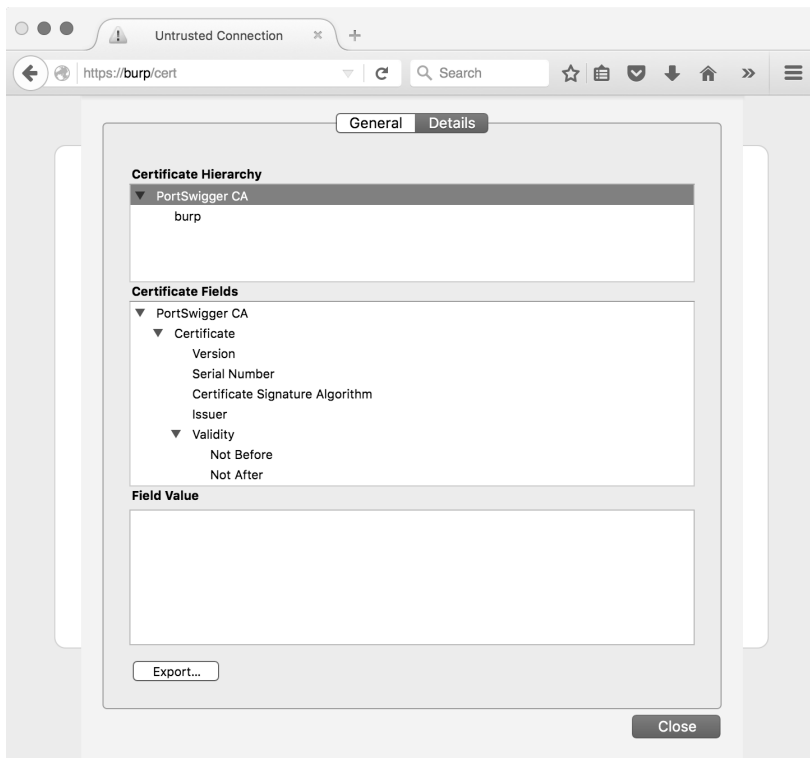 Untrusted Connection
https://burp/cert
Search
General Details
Certificate Hierarchy
PortSwigger CA
burp
Certificate Fields
PortSwigger CA
Certificate
Version
Serial Number
Certificate Signature Algorithm
Issuer
Validity
Not Before
Not After
Field Value
Export...
Close